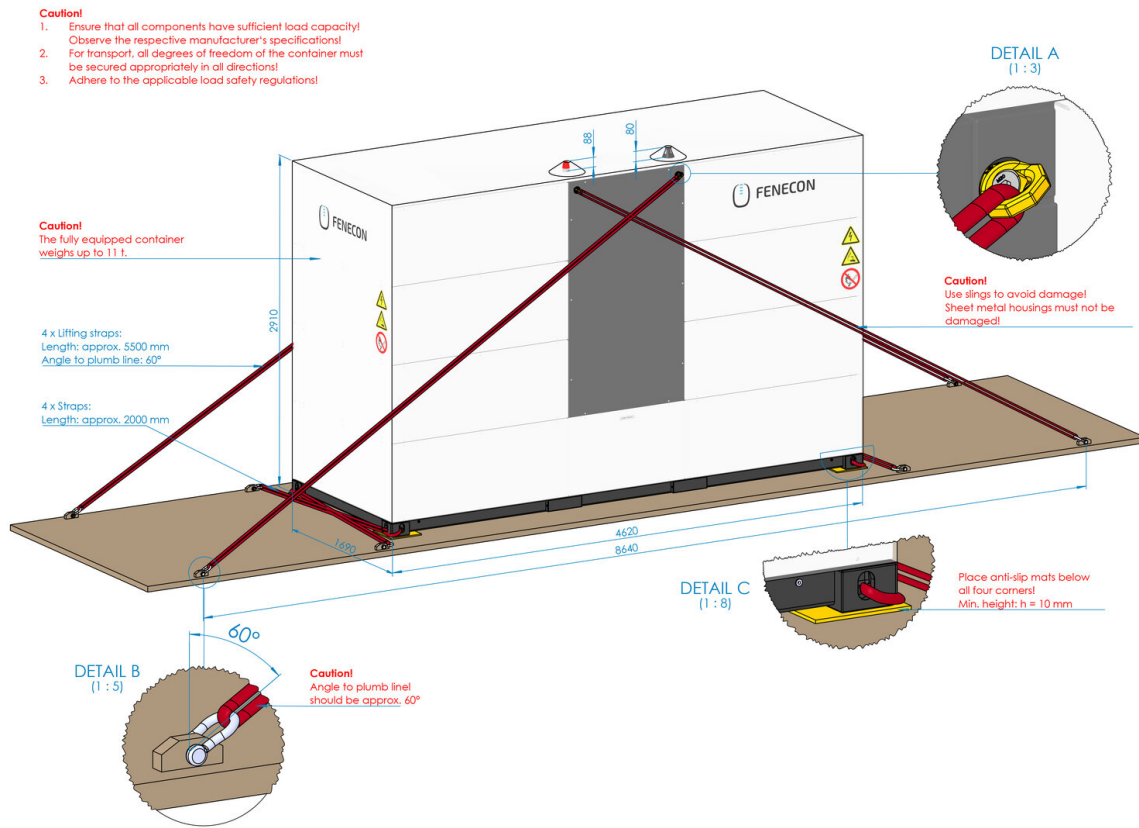 Caution!
1. Ensure that all components have sufficient load capacity!
Observe the respective manufacturer's specifications!
2. For transport, all degrees of freedom of the container must
be secured appropriately in all directions!
3. Adhere to the applicable load safety regulations!
DETAIL A
(1 : 3)
88
80
FENECON
FENECON
Caution!
The fully equipped container
weighs up to 11 t.
2910
Caution!
Use slings to avoid damage!
Sheet metal housings must not be
damaged!
4 x Lifting straps:
Length: approx. 5500 mm
Angle to plumb line: 60°
4 x Straps:
Length: approx. 2000 mm
1690
4620
8640
DETAIL C
(1 : 8)
Place anti-slip mats below
all four corners!
Min. height: h = 10 mm
60°
DETAIL B
(1 : 5)
Caution!
Angle to plumb linel
should be approx. 60°